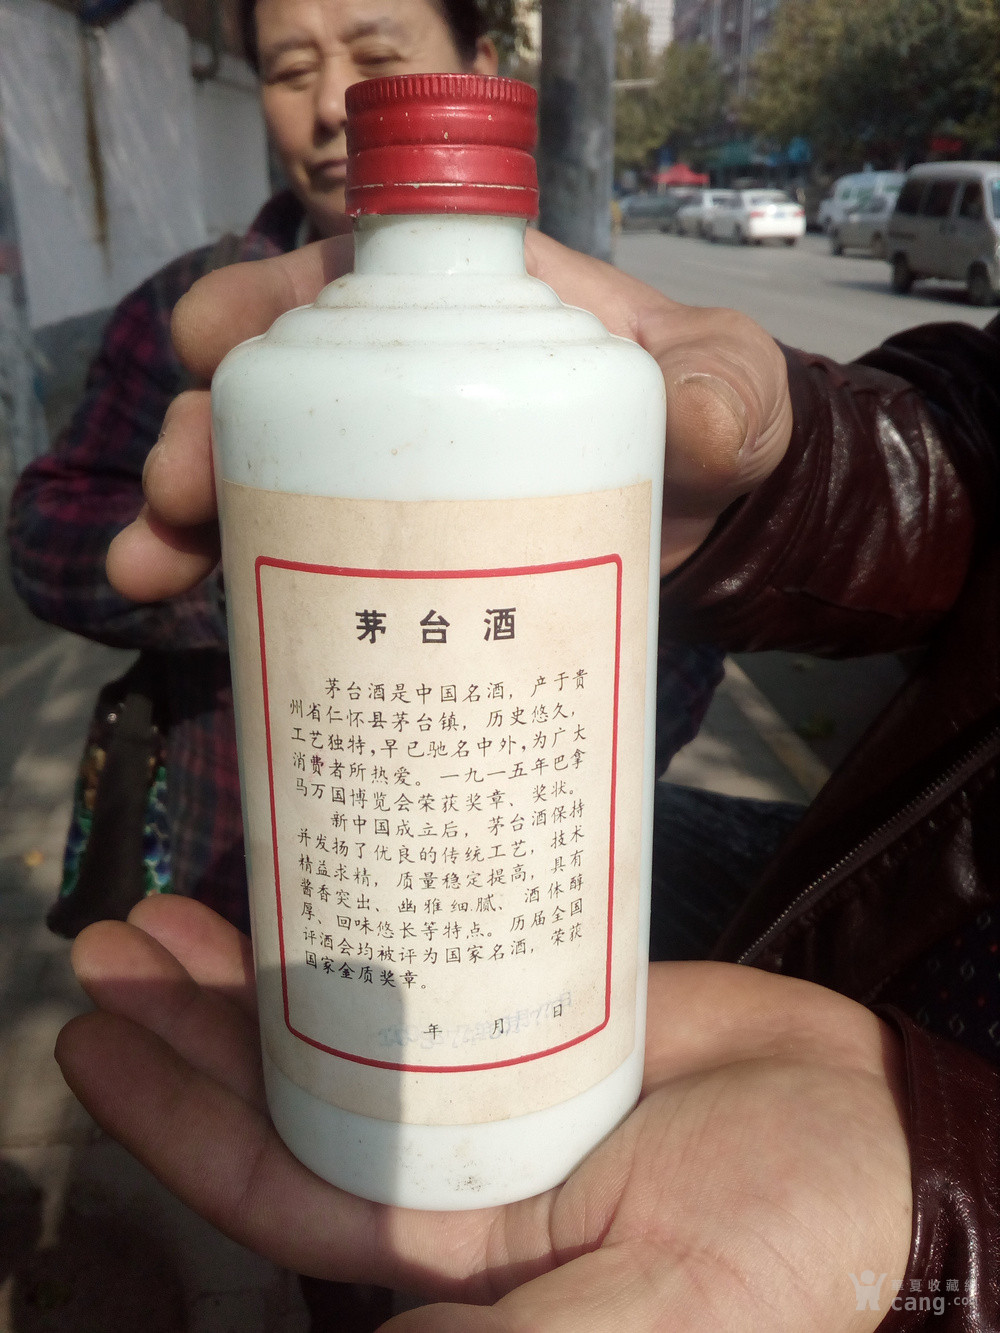 茅台酒
茅台酒是中国名酒，产于贵
州省仁怀县茅台镇，历史悠久，
工艺独特，早已驰名中外，为广大
消费者所热爱。一九一五年巴拿
马万国博览会荣获奖章、奖状。
新中国成立后，茅台酒保持
并发扬了优良的传统工艺，技术
精益求精，质量稳定提高，具有
酱香突出、幽雅细腻、酒体醇
厚、回味悠长等特点。历届全国
评酒会均被评为国家名酒，荣获
国家金质奖章。
年 月 日
华夏收藏网
cang.com